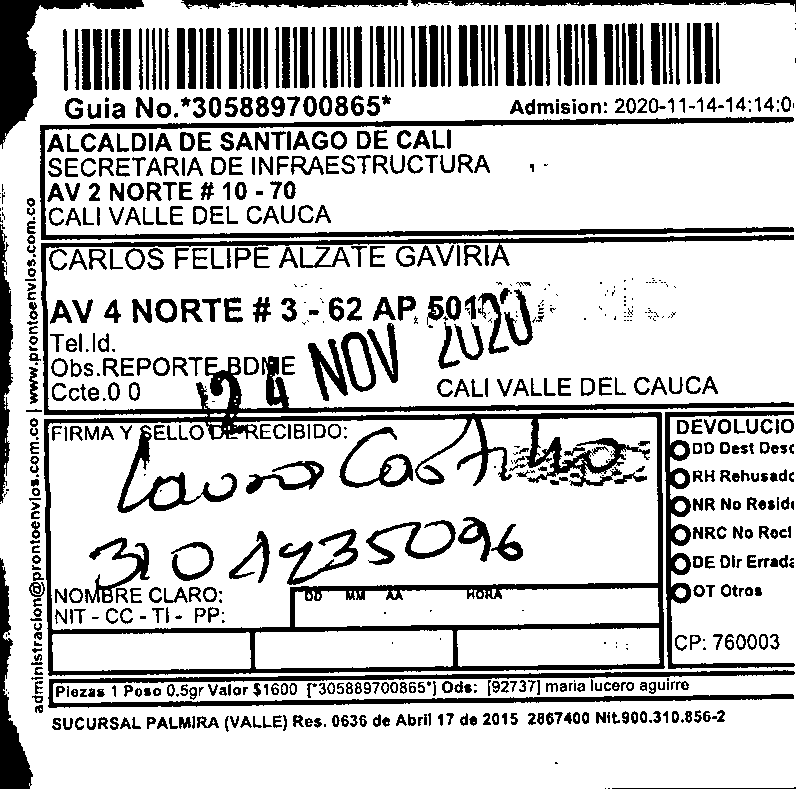 Guia No.*305889700865*
Admision: 2020-11-14-14:14:0
ALCALDIA DE SANTIAGO DE CALI
SECRETARIA DE INFRAESTRUCTURA
AV 2 NORTE # 10 - 70
CALI VALLE DEL CAUCA
CARLOS FELIPE ALZATE GAVIRIA
AV 4 NORTE # 3 - 62 AP 501
Tel.Id.
Obs.REPORTE BDME
Ccte.0 0
24 NOV 2020
CALI VALLE DEL CAUCA
FIRMA Y SELLO DE RECIBIDO:
Laura Castillo
3104235096
NOMBRE CLARO:
NIT - CC - TI - PP:
DD MM AA HORA
DEVOLUCIO
DD Dest Desc
RH Rehusado
NR No Reside
NRC No Recl
DE Dir Errada
OT Otros
CP: 760003
Piezas 1 Peso 0.5gr Valor $1600 [*305889700865*] Ods: [92737] maria lucero aguirre
SUCURSAL PALMIRA (VALLE) Res. 0636 de Abril 17 de 2015 2867400 Nit.900.310.856-2
administracion@prontoenvios.com.co | www.prontoenvios.com.co